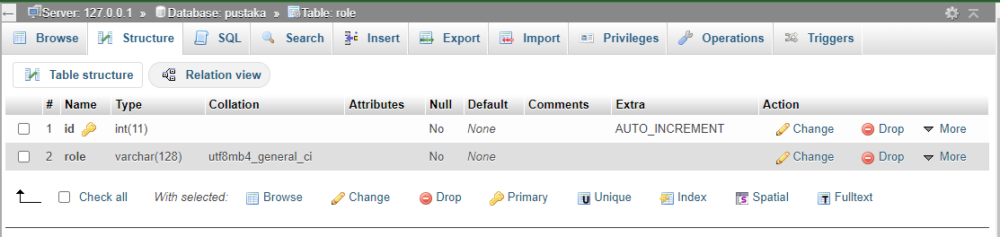 Server: 127.0.0.1 » Database: pustaka » Table: role
Browse Structure SQL Search Insert Export Import Privileges Operations Triggers
Table structure Relation view
# Name Type Collation Attributes Null Default Comments Extra Action
1 id int(11) No None AUTO_INCREMENT Change Drop More
2 role varchar(128) utf8mb4_general_ci No None Change Drop More
Check all With selected: Browse Change Drop Primary Unique Index Spatial Fulltext